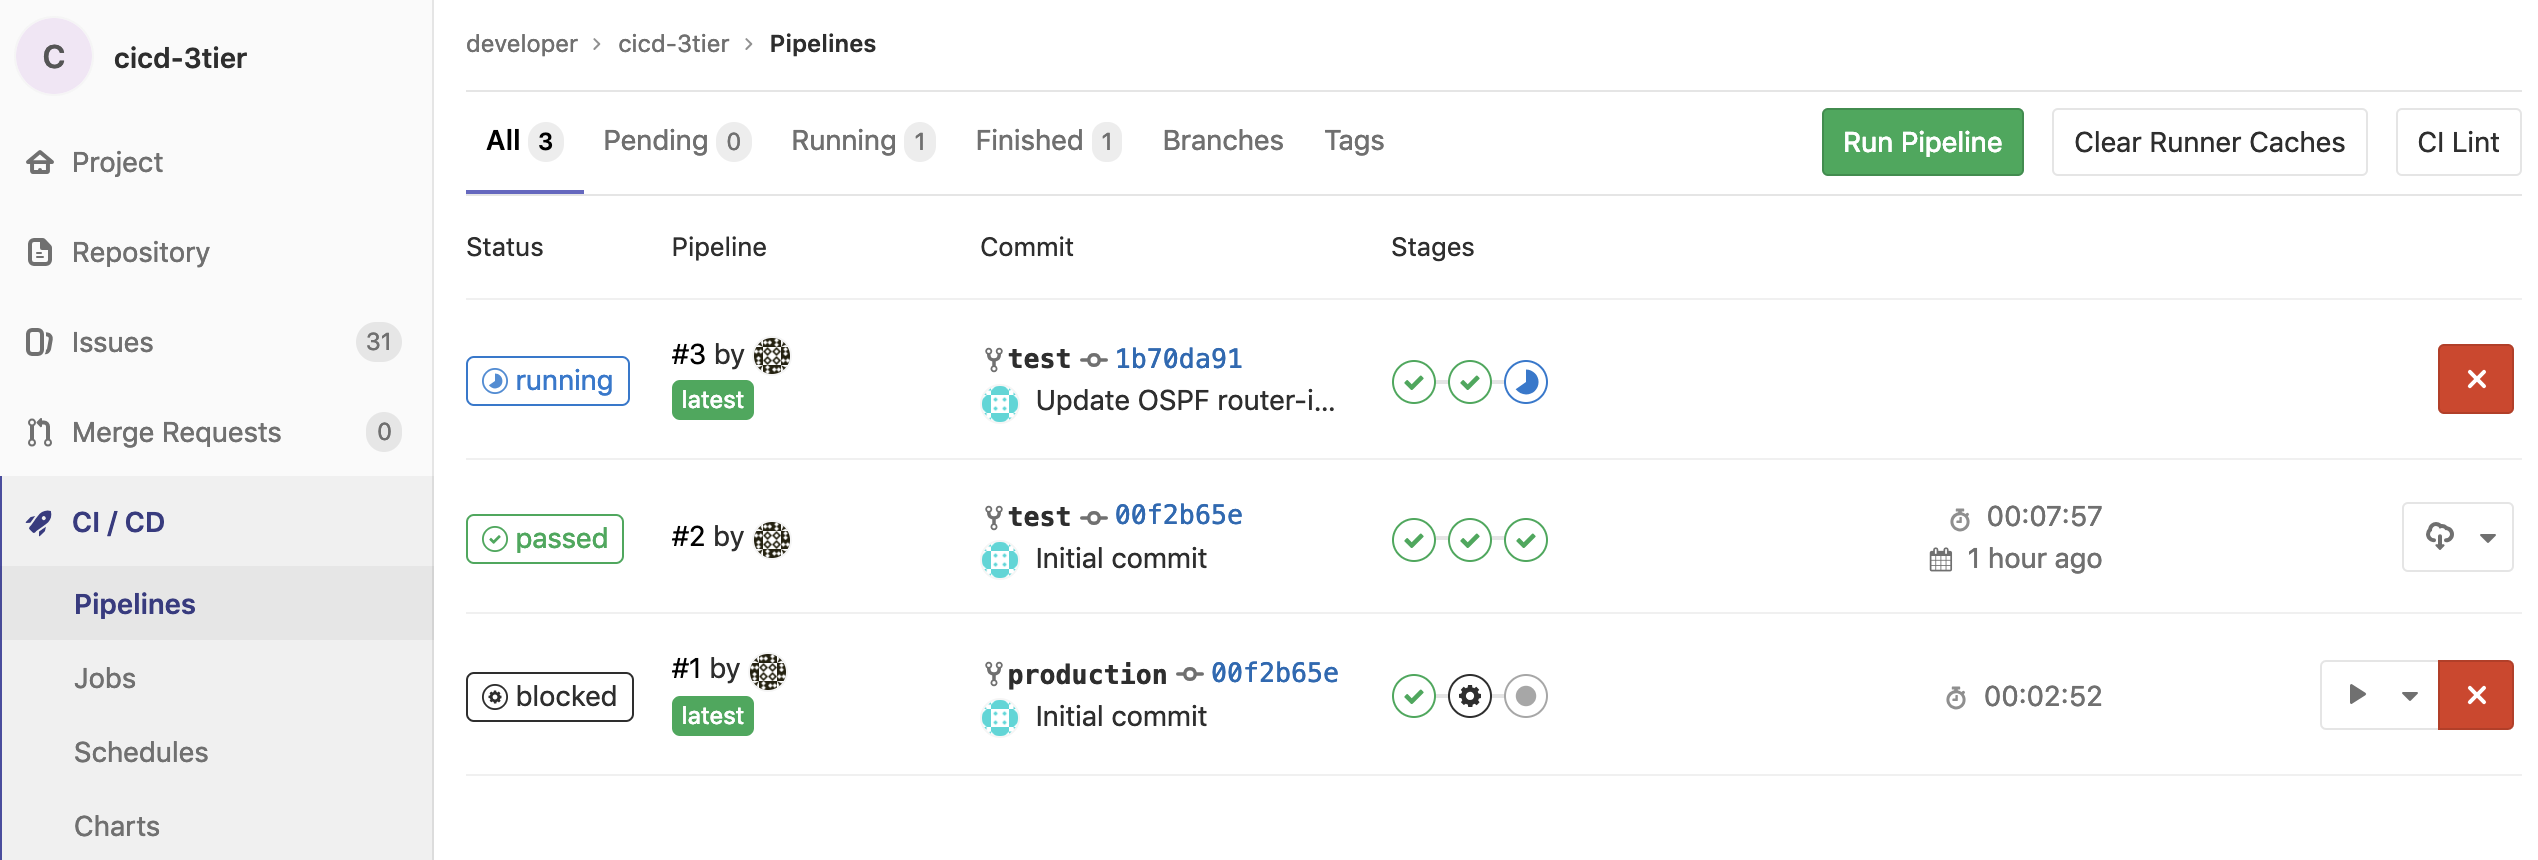 C cicd-3tier
Project
Repository
Issues 31
Merge Requests 0
CI / CD
Pipelines
Jobs
Schedules
Charts
developer › cicd-3tier › Pipelines
All 3 Pending 0 Running 1 Finished 1 Branches Tags Run Pipeline Clear Runner Caches CI Lint
Status Pipeline Commit Stages
running #3 by test 1b70da91
latest Update OSPF router-i...
passed #2 by test 00f2b65e 00:07:57
Initial commit 1 hour ago
blocked #1 by production 00f2b65e 00:02:52
latest Initial commit